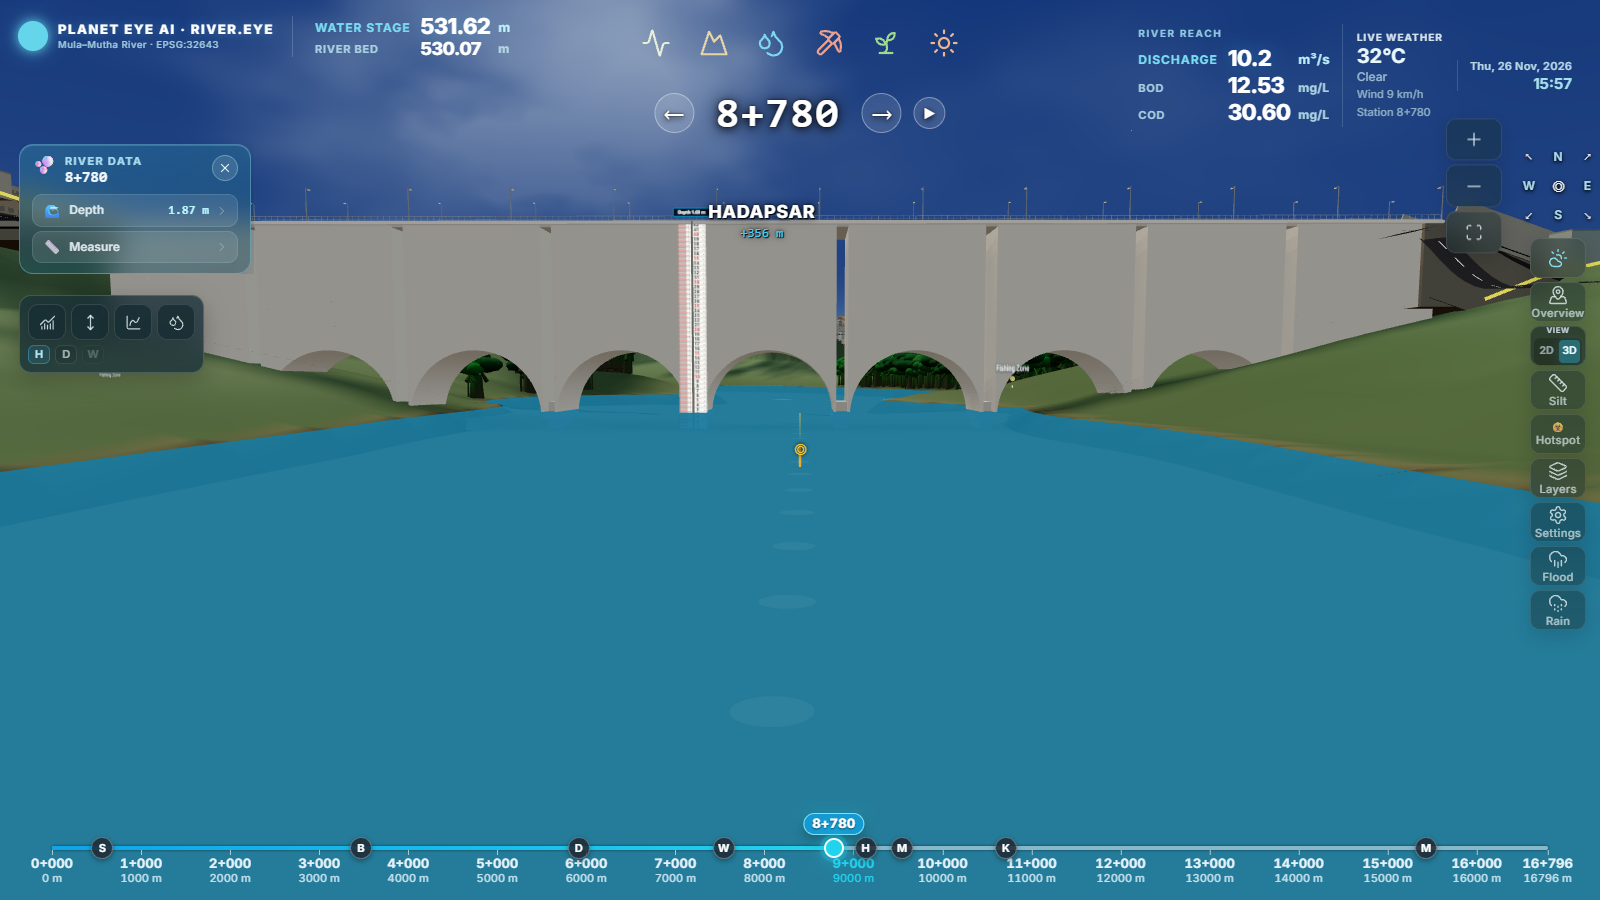 PLANET EYE AI · RIVER.EYE
Mula–Mutha River · EPSG:32643
WATER STAGE 531.62 m
RIVER BED 530.07 m
RIVER REACH
DISCHARGE 10.2 m³/s
BOD 12.53 mg/L
COD 30.60 mg/L
LIVE WEATHER
32°C
Clear
Wind 9 km/h
Station 8+780
Thu, 26 Nov, 2026
15:57
← 8+780 →
RIVER DATA
8+780
Depth 1.87 m
Measure
H D W
Fishing Zone
HADAPSAR
+356 m
Fishing Zone
N
W E
S
Overview
VIEW
2D 3D
Silt
Hotspot
Layers
Settings
Flood
Rain
8+780
S B D W H M K M
0+000 1+000 2+000 3+000 4+000 5+000 6+000 7+000 8+000 9+000 10+000 11+000 12+000 13+000 14+000 15+000 16+000 16+796
0 m 1000 m 2000 m 3000 m 4000 m 5000 m 6000 m 7000 m 8000 m 9000 m 10000 m 11000 m 12000 m 13000 m 14000 m 15000 m 16000 m 16796 m